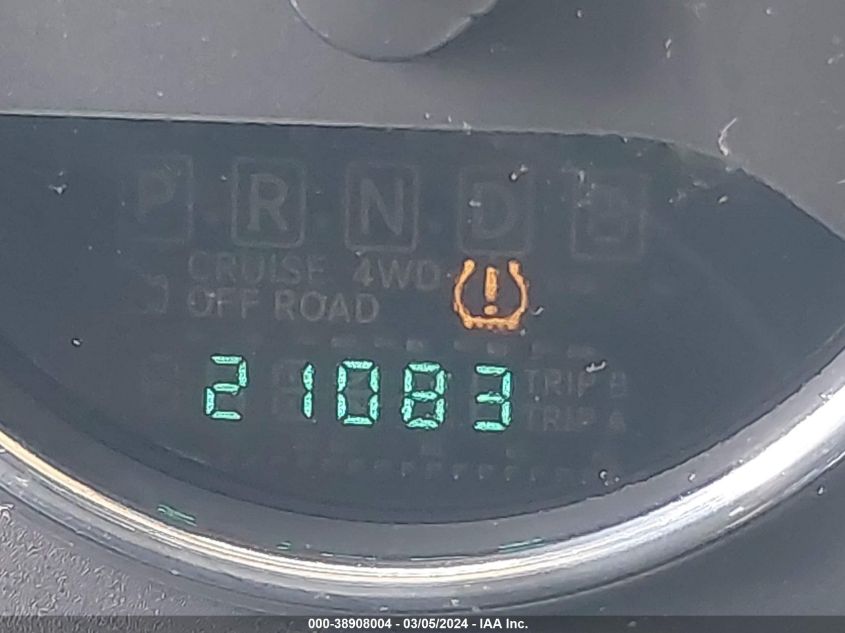 P R N D
CRUISE 4WD
OFF ROAD
21083
TRIP B
TRIP A
000-38908004 - 03/05/2024 - IAA Inc.